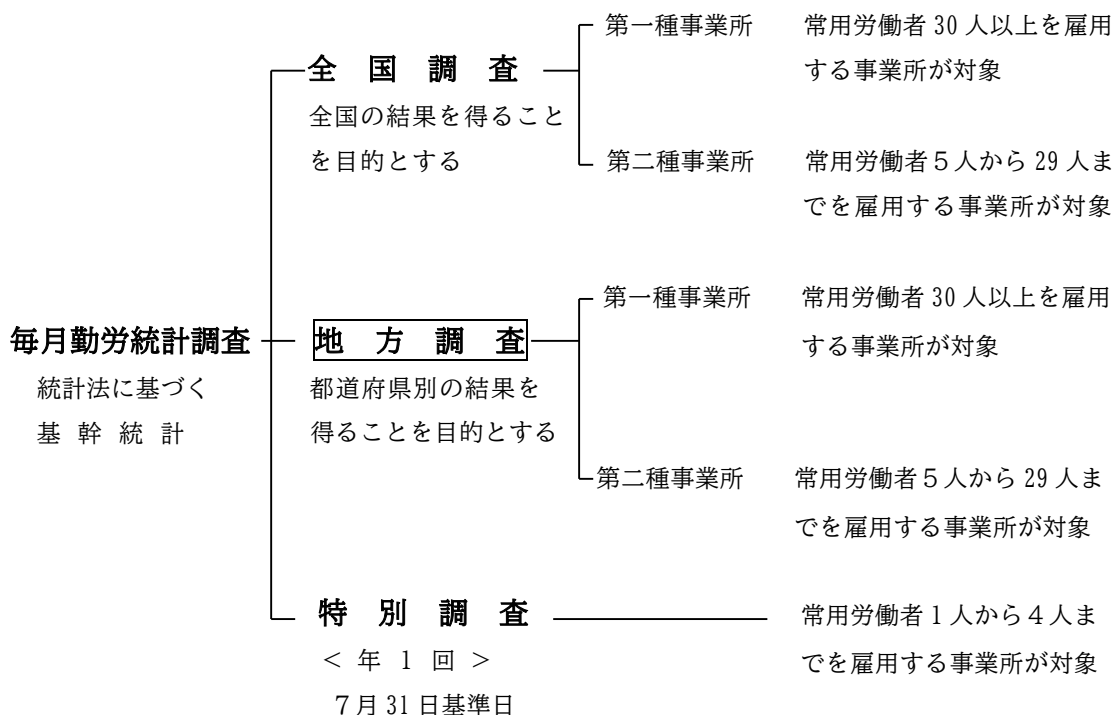 第一種事業所　常用労働者 30 人以上を雇用
する事業所が対象
全　国　調　査
全国の結果を得ること
を目的とする
第二種事業所　常用労働者５人から 29 人ま
でを雇用する事業所が対象
毎月勤労統計調査
統計法に基づく
基 幹 統 計
地　方　調　査
都道府県別の結果を
得ることを目的とする
第一種事業所　常用労働者 30 人以上を雇用
する事業所が対象
第二種事業所　常用労働者５人から 29 人ま
でを雇用する事業所が対象
特　別　調　査
< 年 1 回 >
７月 31 日基準日
常用労働者１人から４人ま
でを雇用する事業所が対象